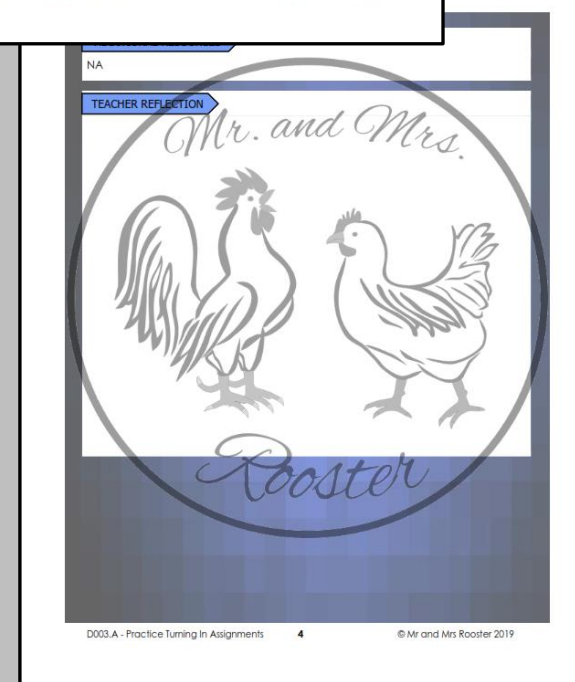 NA
TEACHER REFLECTION
Mr. and Mrs.
Rooster
D003.A - Practice Turning In Assignments 4 © Mr and Mrs Rooster 2019